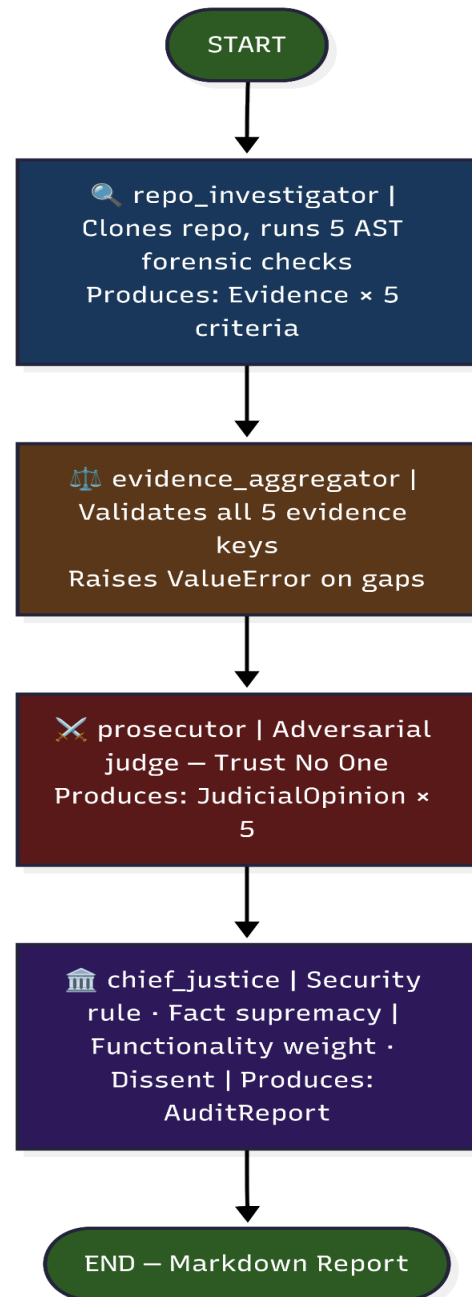 START
🔍 repo_investigator |
Clones repo, runs 5 AST
forensic checks
Produces: Evidence × 5
criteria
⚖️ evidence_aggregator |
Validates all 5 evidence
keys
Raises ValueError on gaps
⚔️ prosecutor | Adversarial
judge — Trust No One
Produces: JudicialOpinion ×
5
🏛️ chief_justice | Security
rule · Fact supremacy |
Functionality weight ·
Dissent | Produces:
AuditReport
END — Markdown Report